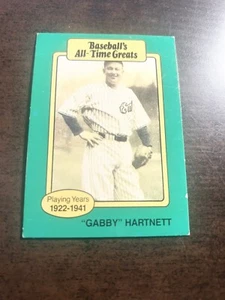 Baseball's
All-Time Greats
Playing Years
1922-1941
"GABBY" HARTNETT